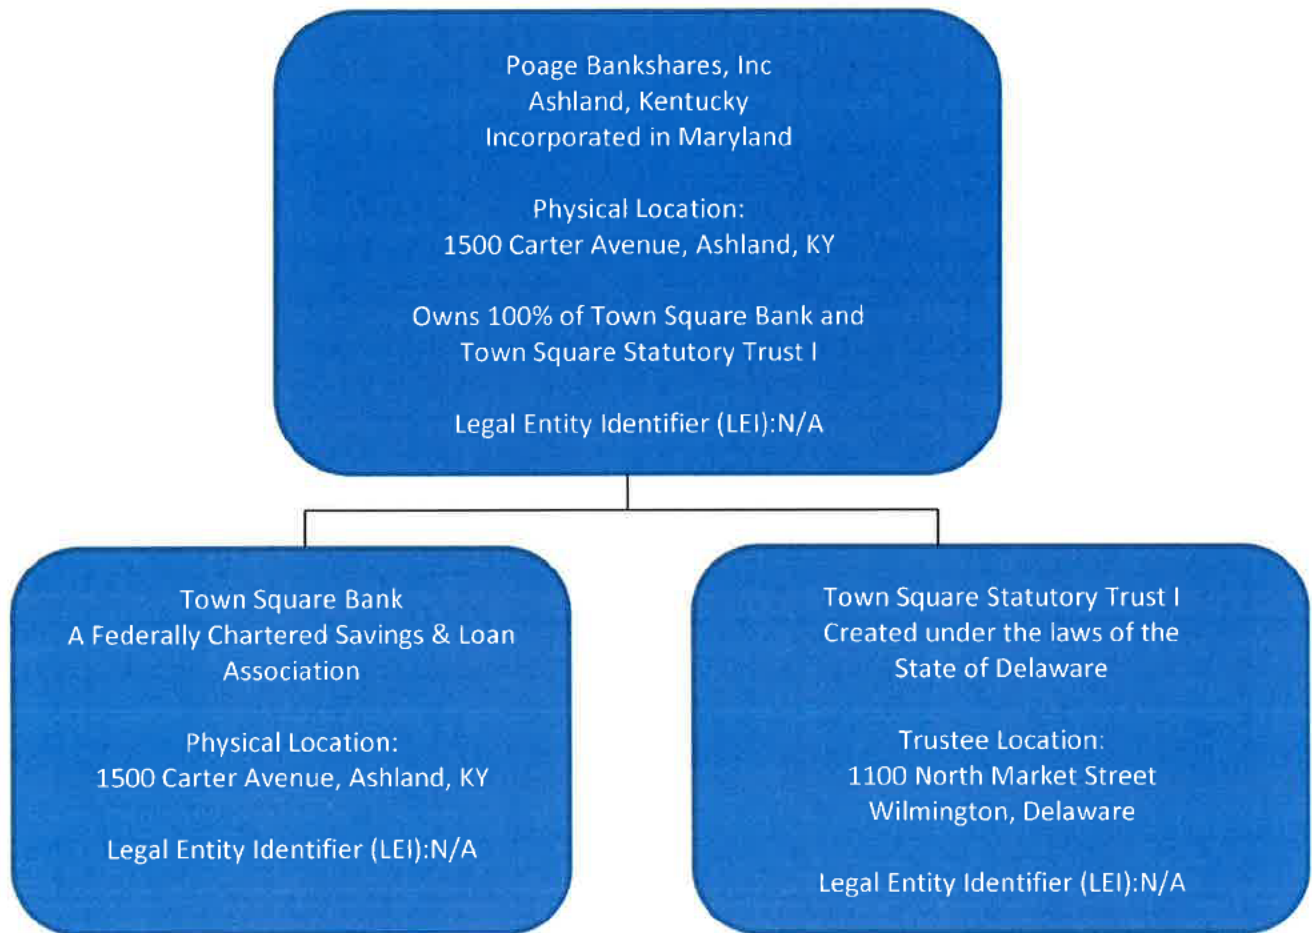 Poage Bankshares, Inc
Ashland, Kentucky
Incorporated in Maryland
Physical Location:
1500 Carter Avenue, Ashland, KY
Owns 100% of Town Square Bank and
Town Square Statutory Trust I
Legal Entity Identifier (LEI):N/A
Town Square Bank
A Federally Chartered Savings & Loan
Association
Physical Location:
1500 Carter Avenue, Ashland, KY
Legal Entity Identifier (LEI):N/A
Town Square Statutory Trust I
Created under the laws of the
State of Delaware
Trustee Location:
1100 North Market Street
Wilmington, Delaware
Legal Entity Identifier (LEI):N/A